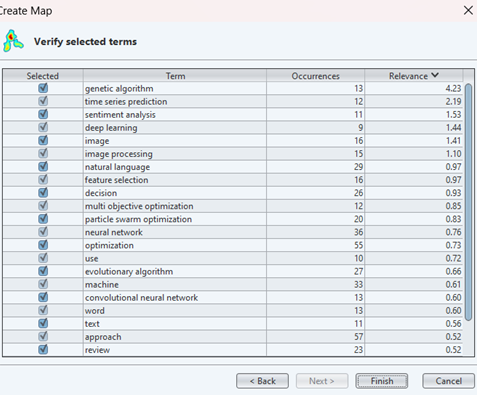 Create Map
Verify selected terms
Selected Term Occurrences Relevance
genetic algorithm 13 4.23
time series prediction 12 2.19
sentiment analysis 11 1.53
deep learning 9 1.44
image 16 1.41
image processing 15 1.10
natural language 29 0.97
feature selection 16 0.97
decision 26 0.93
multi objective optimization 12 0.85
particle swarm optimization 20 0.83
neural network 36 0.76
optimization 55 0.73
use 10 0.72
evolutionary algorithm 27 0.66
machine 33 0.61
convolutional neural network 13 0.60
word 13 0.60
text 11 0.56
approach 57 0.52
review 23 0.52
< Back Next > Finish Cancel